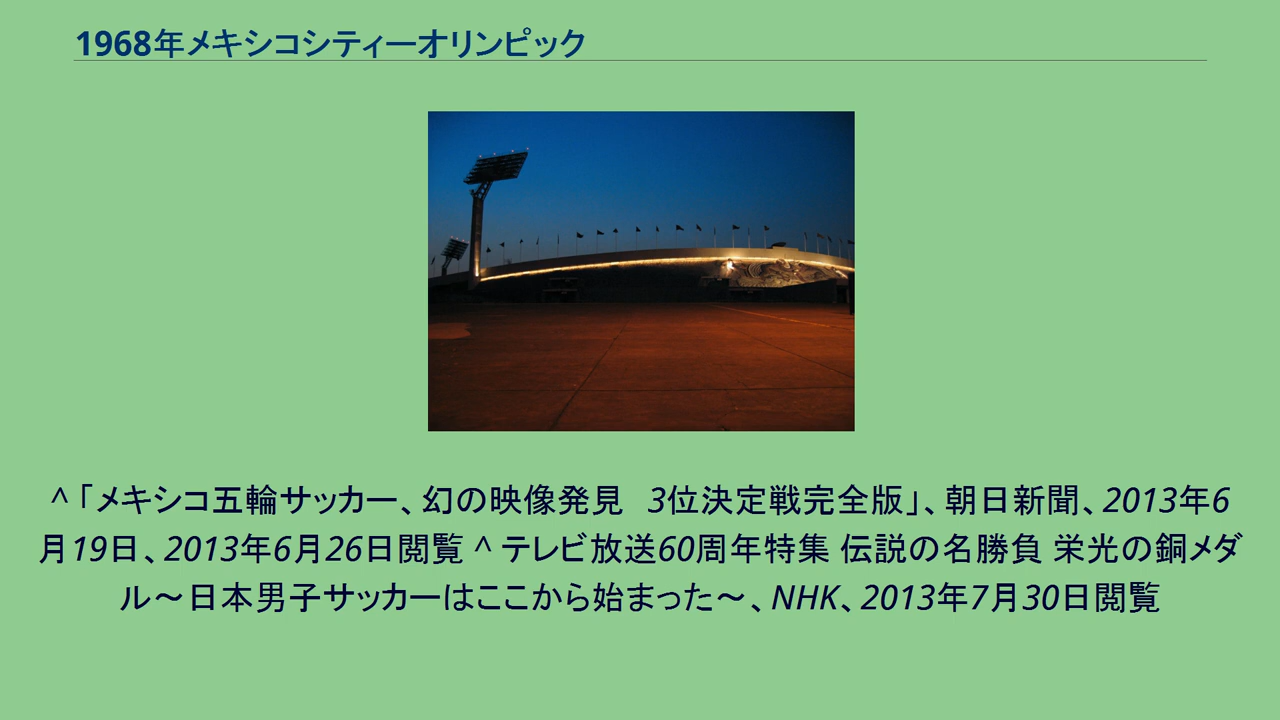 1968年メキシコシティーオリンピック
^ 「メキシコ五輪サッカー、幻の映像発見　3位決定戦完全版」、朝日新聞、2013年6
月19日、2013年6月26日閲覧 ^ テレビ放送60周年特集 伝説の名勝負 栄光の銅メダ
ル～日本男子サッカーはここから始まった～、NHK、2013年7月30日閲覧